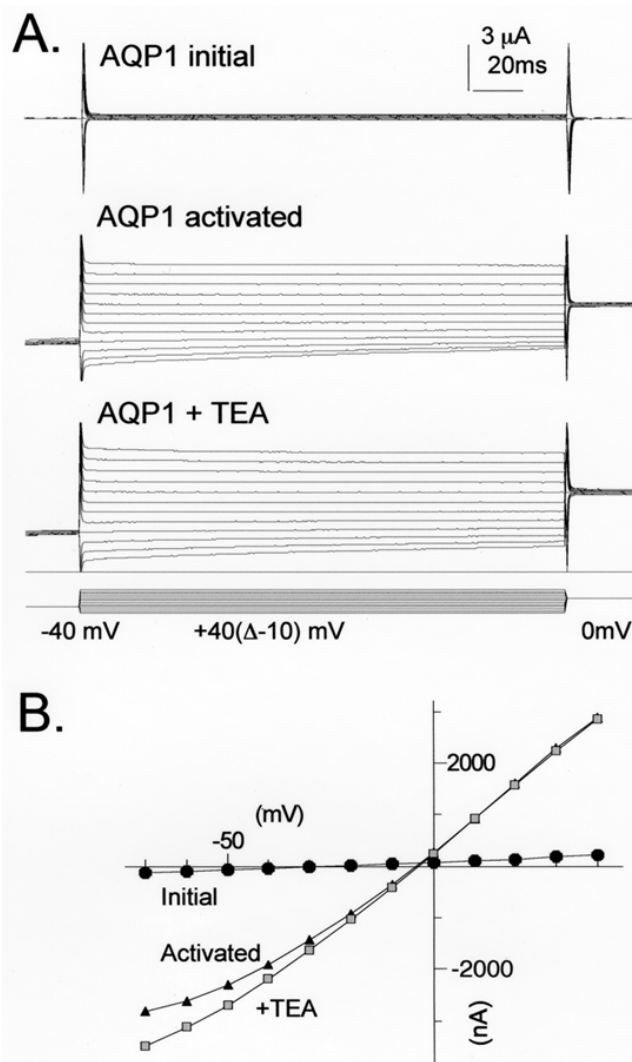 A.
AQP1 initial
3 μA
20ms
AQP1 activated
AQP1 + TEA
-40 mV
+40(Δ-10) mV
0mV
B.
2000
(mV)
-50
Initial
Activated
-2000
+TEA
(nA)